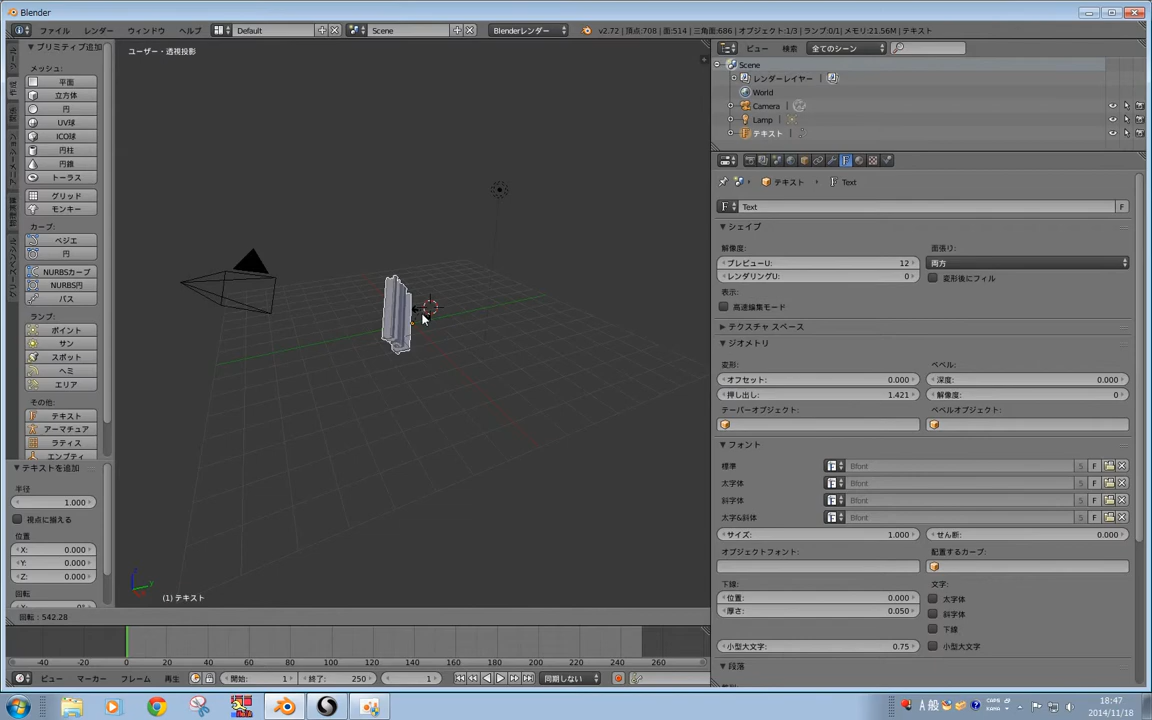 Blender
ファイル レンダー ウィンドウ ヘルプ Default Scene Blenderレンダー v2.72 | 頂点:708 | 面:514 | 三角面:686 | オブジェクト:1/3 | ランプ:0/1 | メモリ:21.56M | テキスト
プリミティブ追加
ユーザー・透視投影
ビュー 検索 全てのシーン
メッシュ:
平面
立方体
円
UV球
ICO球
円柱
円錐
トーラス
グリッド
モンキー
カーブ:
ベジエ
円
NURBSカーブ
NURBS円
パス
ランプ:
ポイント
サン
スポット
ヘミ
エリア
その他:
テキスト
アーマチュア
ラティス
エンプティ
テキストを追加
半径
1.000
視点に揃える
位置
X: 0.000
Y: 0.000
Z: 0.000
回転
(1) テキスト
回転 : 542.28
Scene
レンダーレイヤー
World
Camera
Lamp
テキスト
テキスト Text
F Text F
シェイプ
解像度: 面張り:
プレビューU: 12 両方
レンダリングU: 0 変形後にフィル
表示:
高速編集モード
テクスチャ スペース
ジオメトリ
変形: ベベル:
オフセット: 0.000 深度: 0.000
押し出し: 1.421 解像度: 0
テーパーオブジェクト: ベベルオブジェクト:
フォント
標準 Bfont 5 F
太字体 Bfont 5 F
斜字体 Bfont 5 F
太字&斜体 Bfont 5 F
サイズ: 1.000 せん断: 0.000
オブジェクトフォント: 配置するカーブ:
下線: 文字:
位置: 0.000 太字体
厚さ: 0.050 斜字体
下線
小型大文字: 0.75 小型大文字
段落
-40 -20 0 20 40 60 80 100 120 140 160 180 200 220 240 260
ビュー マーカー フレーム 再生 開始: 1 終了: 250 1 同期しない
A 般 CAPS KANA
18:47
2014/11/18